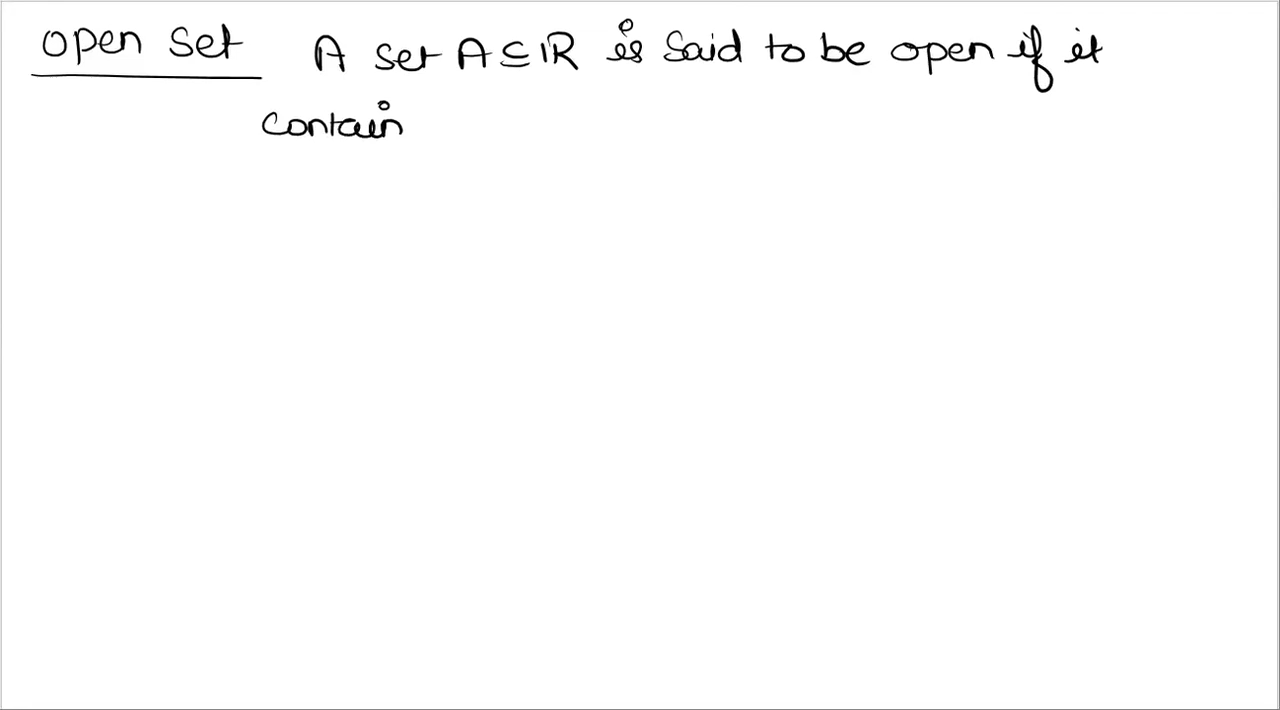 open set A set A ⊆ ℝ is said to be open if it
contain